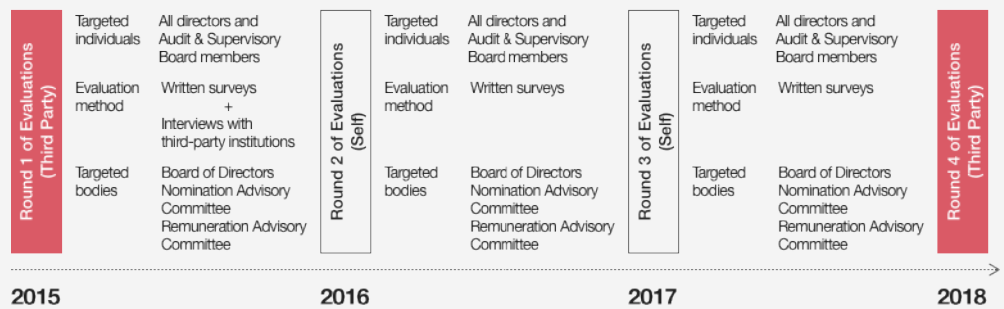 Round 1 of Evaluations
(Third Party)
Targeted
individuals
All directors and
Audit & Supervisory
Board members
Evaluation
method
Written surveys
+
Interviews with
third-party institutions
Targeted
bodies
Board of Directors
Nomination Advisory
Committee
Remuneration Advisory
Committee
Round 2 of Evaluations
(Self)
Targeted
individuals
All directors and
Audit & Supervisory
Board members
Evaluation
method
Written surveys
Targeted
bodies
Board of Directors
Nomination Advisory
Committee
Remuneration Advisory
Committee
Round 3 of Evaluations
(Self)
Targeted
individuals
All directors and
Audit & Supervisory
Board members
Evaluation
method
Written surveys
Targeted
bodies
Board of Directors
Nomination Advisory
Committee
Remuneration Advisory
Committee
Round 4 of Evaluations
(Third Party)
2015
2016
2017
2018